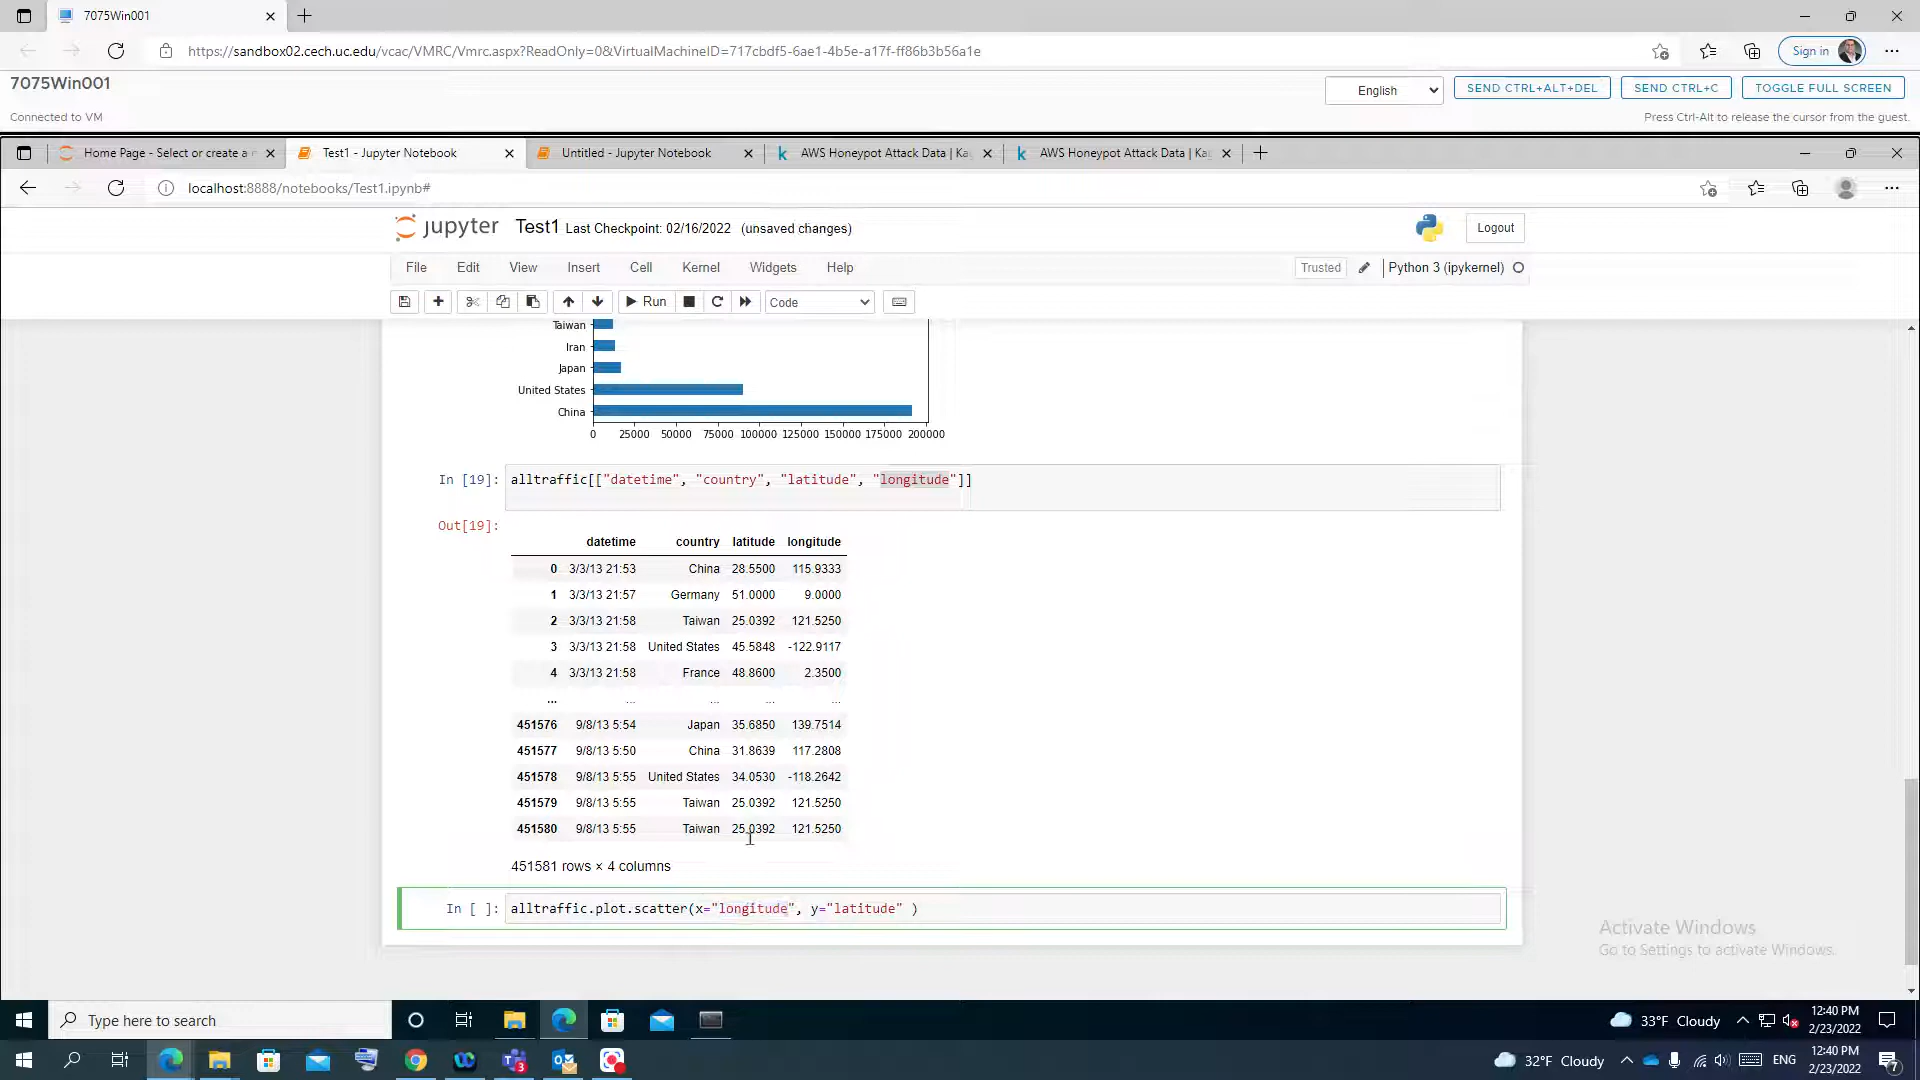 7075Win001
https://sandbox02.cech.uc.edu/vcac/VMRC/Vmrc.aspx?ReadOnly=0&VirtualMachineID=717cbdf5-6ae1-4b5e-a17f-ff86b3b56a1e
Sign in
7075Win001
English
SEND CTRL+ALT+DEL
SEND CTRL+C
TOGGLE FULL SCREEN
Connected to VM
Press Ctrl-Alt to release the cursor from the guest.
Home Page - Select or create a n
Test1 - Jupyter Notebook
Untitled - Jupyter Notebook
AWS Honeypot Attack Data | Kag
AWS Honeypot Attack Data | Kag
localhost:8888/notebooks/Test1.ipynb#
jupyter Test1 Last Checkpoint: 02/16/2022 (unsaved changes)
Logout
File Edit View Insert Cell Kernel Widgets Help
Trusted
Python 3 (ipykernel)
Run
Code
Taiwan
Iran
Japan
United States
China
0 25000 50000 75000 100000 125000 150000 175000 200000
In [19]: alltraffic[["datetime", "country", "latitude", "longitude"]]
Out[19]:
datetime country latitude longitude
0 3/3/13 21:53 China 28.5500 115.9333
1 3/3/13 21:57 Germany 51.0000 9.0000
2 3/3/13 21:58 Taiwan 25.0392 121.5250
3 3/3/13 21:58 United States 45.5848 -122.9117
4 3/3/13 21:58 France 48.8600 2.3500
... ... ... ... ...
451576 9/8/13 5:54 Japan 35.6850 139.7514
451577 9/8/13 5:50 China 31.8639 117.2808
451578 9/8/13 5:55 United States 34.0530 -118.2642
451579 9/8/13 5:55 Taiwan 25.0392 121.5250
451580 9/8/13 5:55 Taiwan 25.0392 121.5250
451581 rows × 4 columns
In [ ]: alltraffic.plot.scatter(x="longitude", y="latitude" )
Activate Windows
Go to Settings to activate Windows.
Type here to search
33°F Cloudy
12:40 PM
2/23/2022
32°F Cloudy
ENG
12:40 PM
2/23/2022
3
7